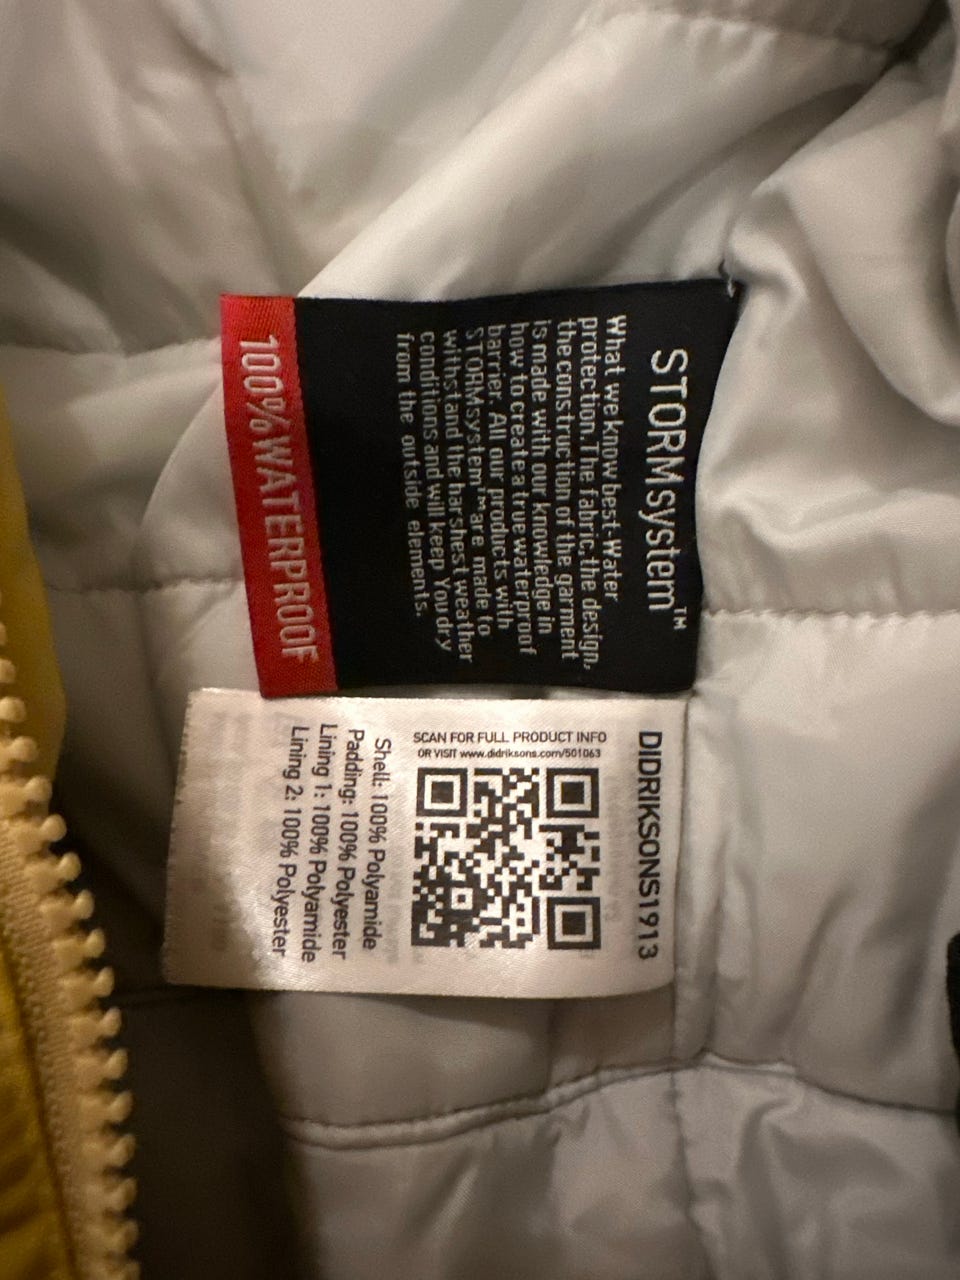 STORMsystem™
What we know best-Water
protection. The fabric, the design,
the construction of the garment
is made with our knowledge in
how to create a true waterproof
barrier. All our products with
STORMsystem™ are made to
withstand the harshest weather
conditions and will keep You dry
from the outside elements.
100% WATERPROOF
DIDRIKSONS1913
SCAN FOR FULL PRODUCT INFO
OR VISIT www.didriksons.com/501063
Shell: 100% Polyamide
Padding: 100% Polyester
Lining 1: 100% Polyamide
Lining 2: 100% Polyester